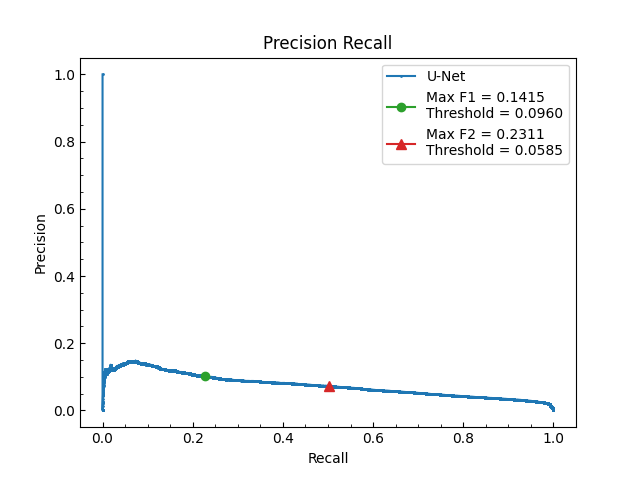 Precision Recall
U-Net
Max F1 = 0.1415
Threshold = 0.0960
Max F2 = 0.2311
Threshold = 0.0585
Precision
1.0
0.8
0.6
0.4
0.2
0.0
0.0 0.2 0.4 0.6 0.8 1.0
Recall